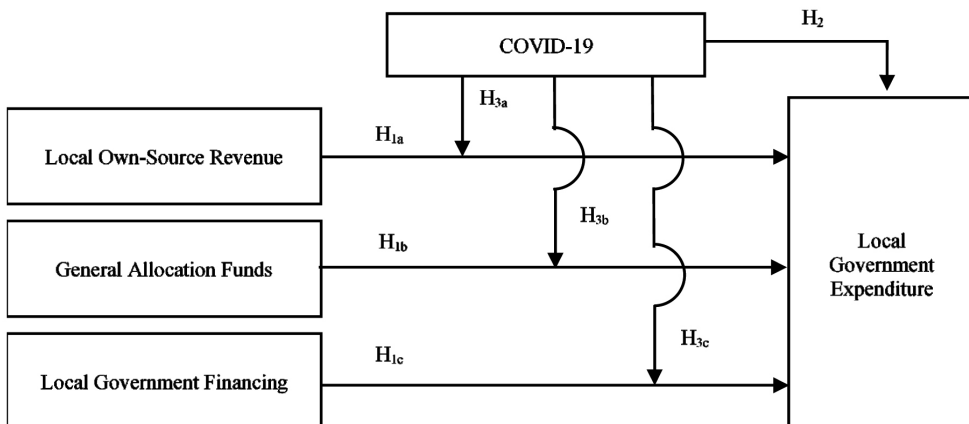 H2
COVID-19
H3a
H1a
Local Own-Source Revenue
H3b
H1b
General Allocation Funds
Local
Government
Expenditure
H3c
H1c
Local Government Financing